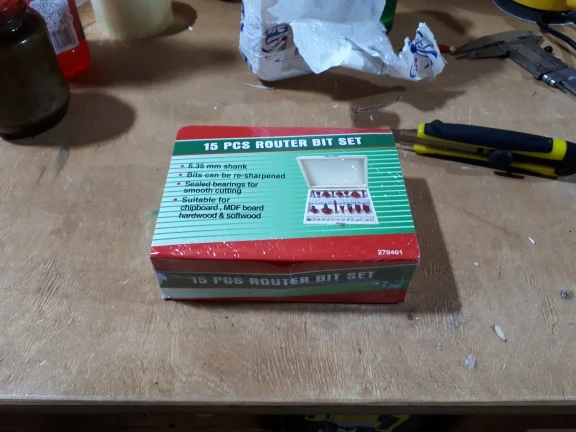 15 PCS ROUTER BIT SET
• 6.35 mm shank
• Bits can be re-sharpened
• Sealed bearings for
smooth cutting
• Suitable for
chipboard , MDF board
hardwood & softwood
270401
15 PCS ROUTER BIT SET